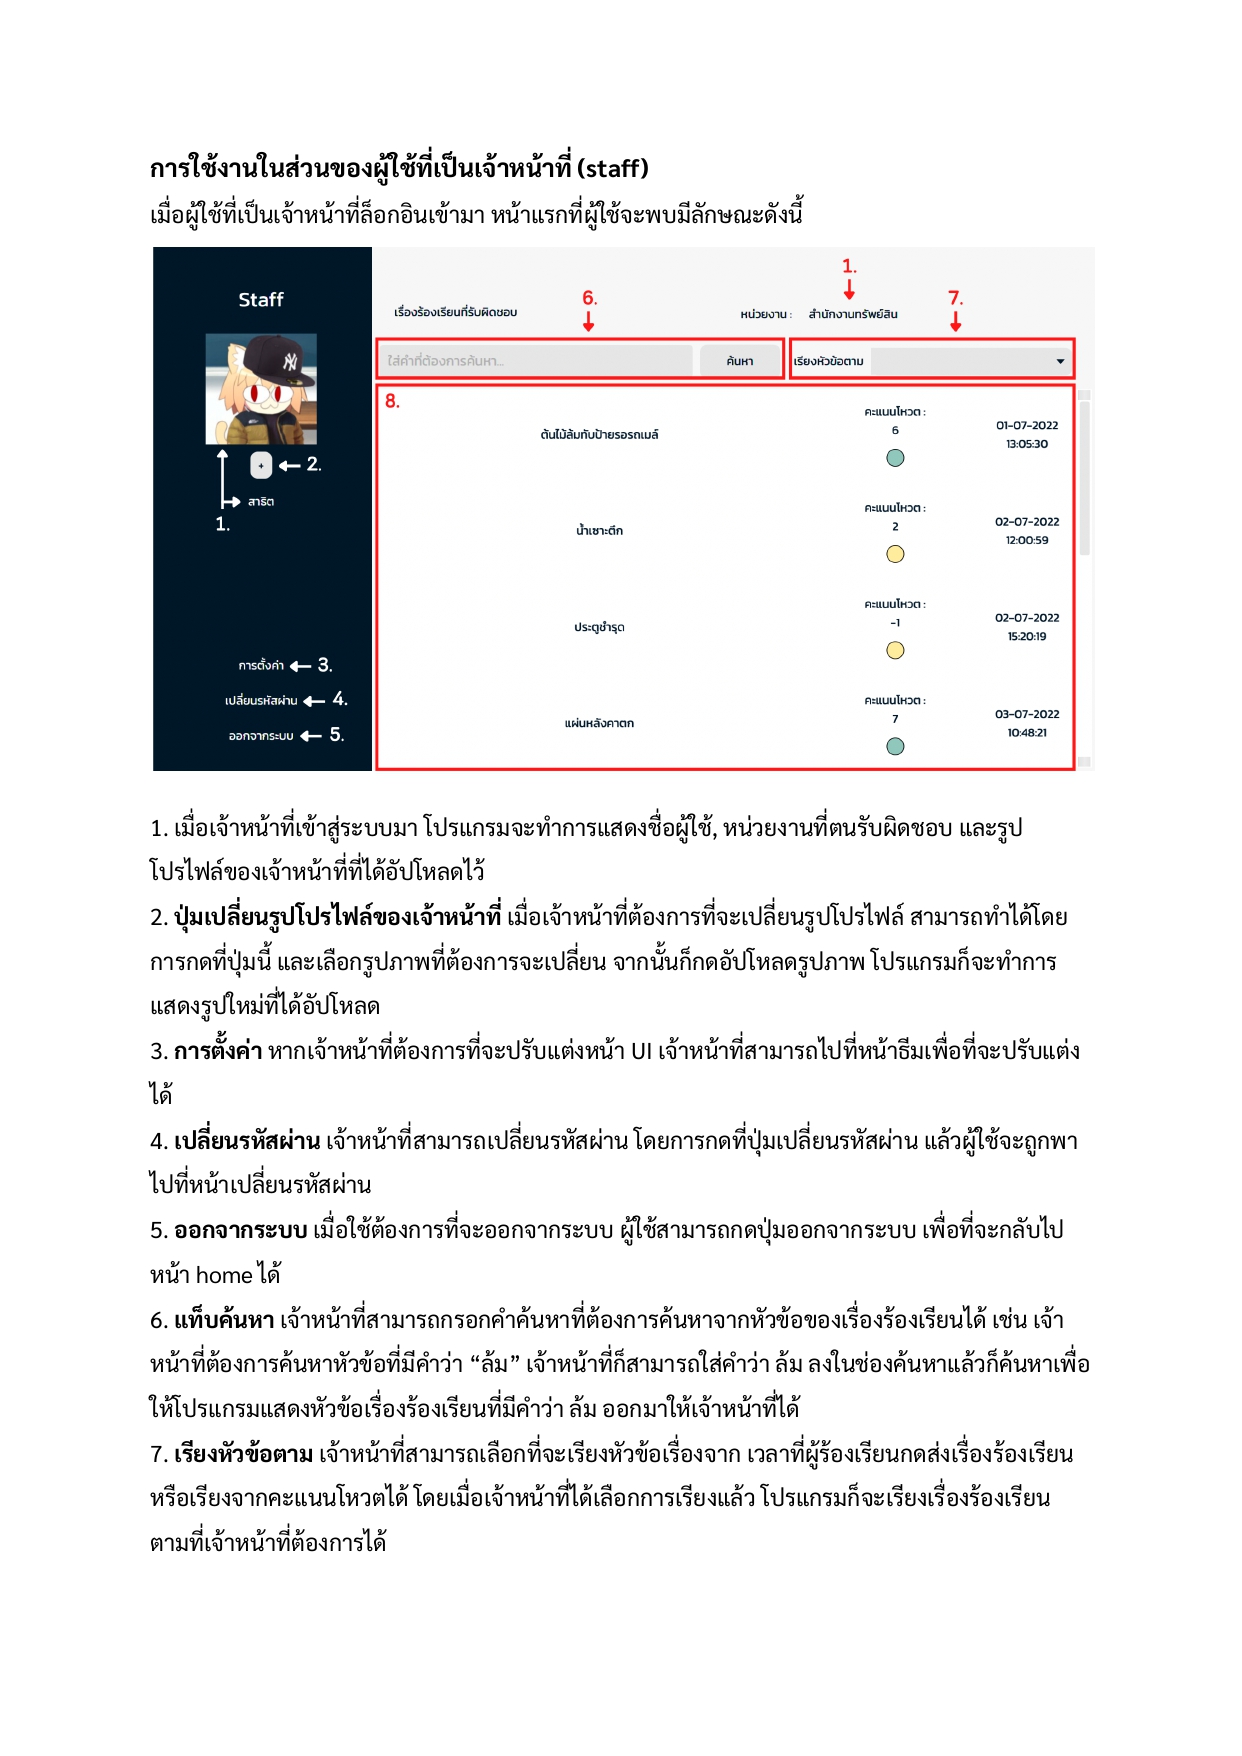 การใช้งานในส่วนของผู้ใช้ที่เป็นเจ้าหน้าที่ (staff)
เมื่อผู้ใช้ที่เป็นเจ้าหน้าที่ล็อกอินเข้ามา หน้าแรกที่ผู้ใช้จะพบมีลักษณะดังนี้
Staff
+
2.
สาธิต
1.
การตั้งค่า
3.
เปลี่ยนรหัสผ่าน
4.
ออกจากระบบ
5.
เรื่องร้องเรียนที่รับผิดชอบ
6.
หน่วยงาน : สำนักงานทรัพย์สิน
1.
7.
ใส่คำที่ต้องการค้นหา...
ค้นหา
เรียงหัวข้อตาม
8.
ต้นไม้ล้มทับป้ายรอรถเมล์
คะแนนโหวต :
6
01-07-2022
13:05:30
น้ำเซาะตึก
คะแนนโหวต :
2
02-07-2022
12:00:59
ประตูชำรุด
คะแนนโหวต :
-1
02-07-2022
15:20:19
แผ่นหลังคาตก
คะแนนโหวต :
7
03-07-2022
10:48:21
1. เมื่อเจ้าหน้าที่เข้าสู่ระบบมา โปรแกรมจะทำการแสดงชื่อผู้ใช้, หน่วยงานที่ตนรับผิดชอบ และรูป
โปรไฟล์ของเจ้าหน้าที่ที่ได้อัปโหลดไว้
2. ปุ่มเปลี่ยนรูปโปรไฟล์ของเจ้าหน้าที่ เมื่อเจ้าหน้าที่ต้องการที่จะเปลี่ยนรูปโปรไฟล์ สามารถทำได้โดย
การกดที่ปุ่มนี้ และเลือกรูปภาพที่ต้องการจะเปลี่ยน จากนั้นก็กดอัปโหลดรูปภาพ โปรแกรมก็จะทำการ
แสดงรูปใหม่ที่ได้อัปโหลด
3. การตั้งค่า หากเจ้าหน้าที่ต้องการที่จะปรับแต่งหน้า UI เจ้าหน้าที่สามารถไปที่หน้าธีมเพื่อที่จะปรับแต่ง
ได้
4. เปลี่ยนรหัสผ่าน เจ้าหน้าที่สามารถเปลี่ยนรหัสผ่าน โดยการกดที่ปุ่มเปลี่ยนรหัสผ่าน แล้วผู้ใช้จะถูกพา
ไปที่หน้าเปลี่ยนรหัสผ่าน
5. ออกจากระบบ เมื่อใช้ต้องการที่จะออกจากระบบ ผู้ใช้สามารถกดปุ่มออกจากระบบ เพื่อที่จะกลับไป
หน้า home ได้
6. แท็บค้นหา เจ้าหน้าที่สามารถกรอกคำค้นหาที่ต้องการค้นหาจากหัวข้อของเรื่องร้องเรียนได้ เช่น เจ้า
หน้าที่ต้องการค้นหาหัวข้อที่มีคำว่า “ล้ม” เจ้าหน้าที่ก็สามารถใส่คำว่า ล้ม ลงในช่องค้นหาแล้วก็ค้นหาเพื่อ
ให้โปรแกรมแสดงหัวข้อเรื่องร้องเรียนที่มีคำว่า ล้ม ออกมาให้เจ้าหน้าที่ได้
7. เรียงหัวข้อตาม เจ้าหน้าที่สามารถเลือกที่จะเรียงหัวข้อเรื่องจาก เวลาที่ผู้ร้องเรียนกดส่งเรื่องร้องเรียน
หรือเรียงจากคะแนนโหวตได้ โดยเมื่อเจ้าหน้าที่ได้เลือกการเรียงแล้ว โปรแกรมก็จะเรียงเรื่องร้องเรียน
ตามที่เจ้าหน้าที่ต้องการได้